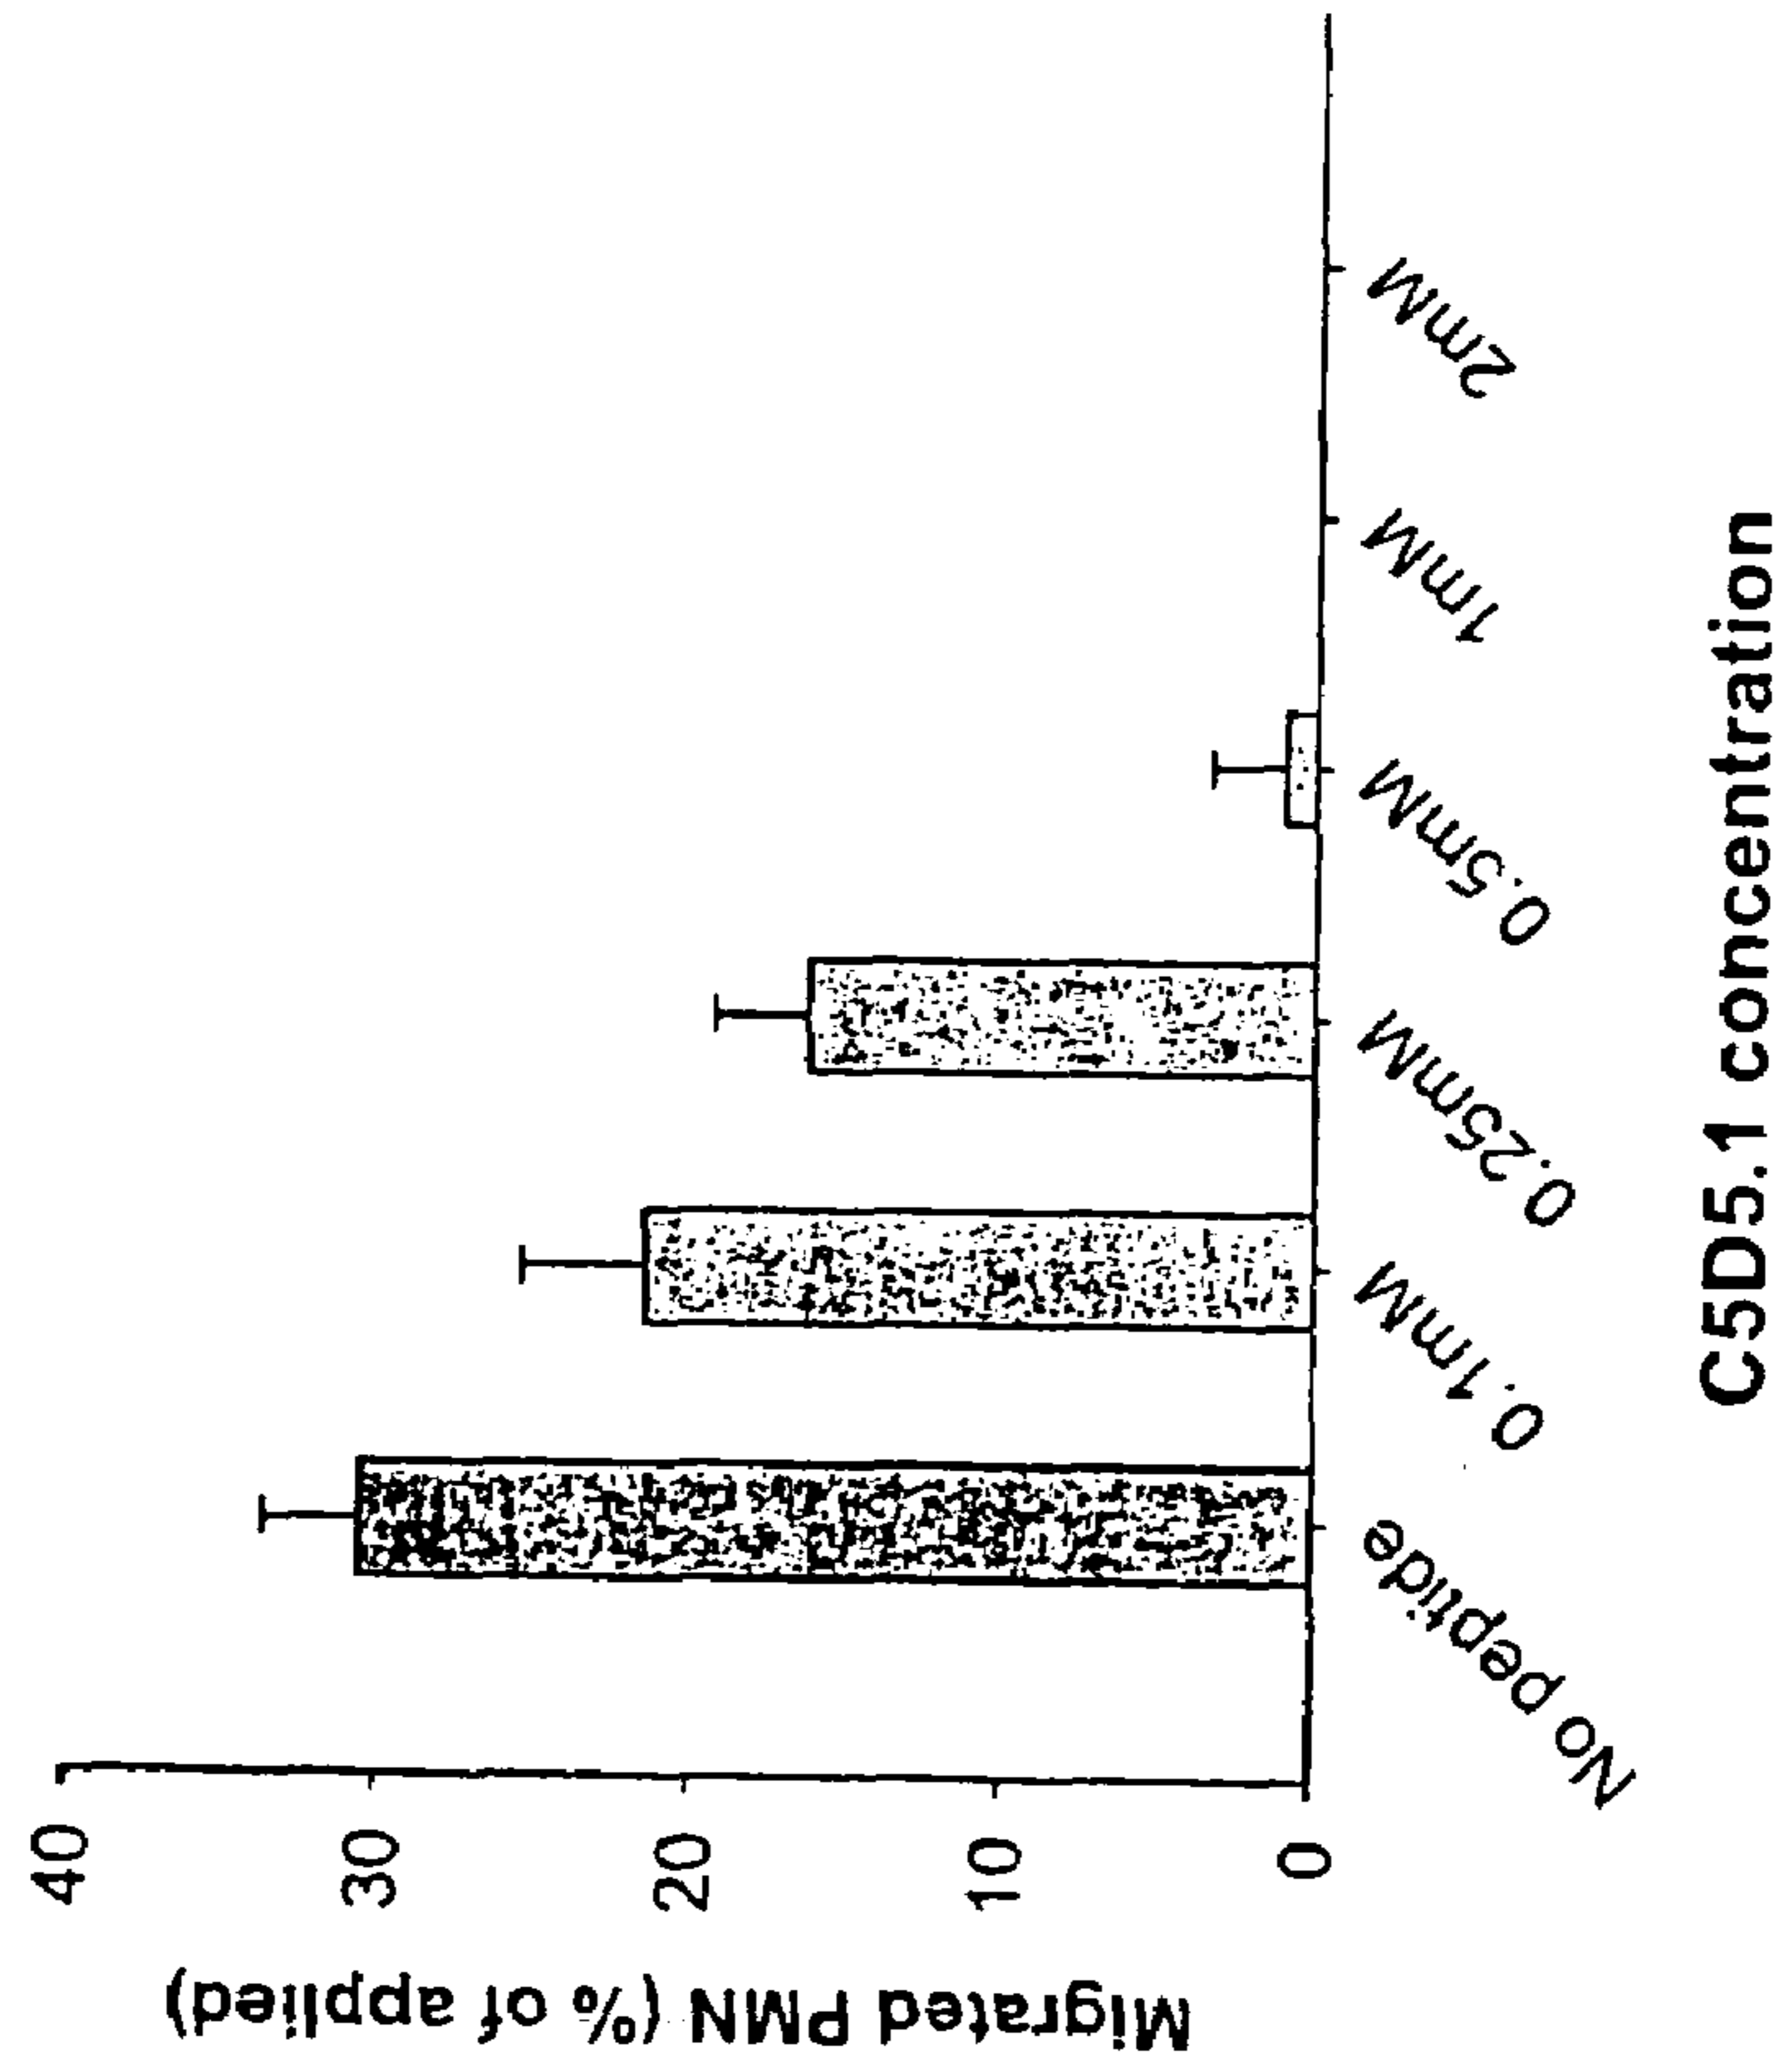 Migrated PMN (% of applied)
40
30
20
10
0
No peptide
0.1mM
0.25mM
0.5mM
1mM
2mM
C5D5.1 concentration